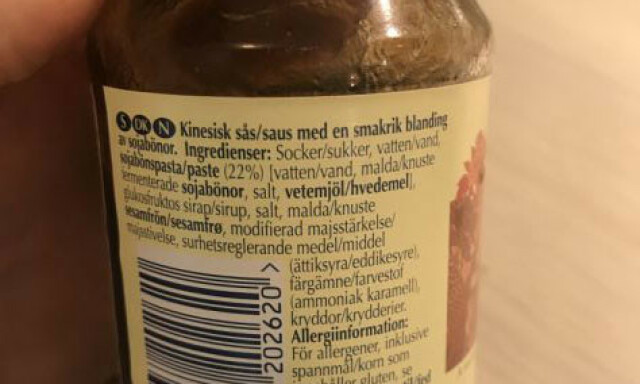 S DK N Kinesisk sås/saus med en smakrik blanding
av sojabönor. Ingredienser: Socker/sukker, vatten/vand,
sojabönspasta/paste (22%) [vatten/vand, malda/knuste
fermenterade sojabönor, salt, vetemjöl/hvedemel],
glukosfruktos sirap/sirup, salt, malda/knuste
sesamfrön/sesamfrø, modifierad majsstärkelse/
majsstivelse, surhetsreglerande medel/middel
(ättiksyra/eddikesyre),
färgämne/farvestof
(ammoniak karamell),
kryddor/krydderier.
Allergiinformation:
För allergener, inklusive
spannmål/korn som
gluten, se
202620 >